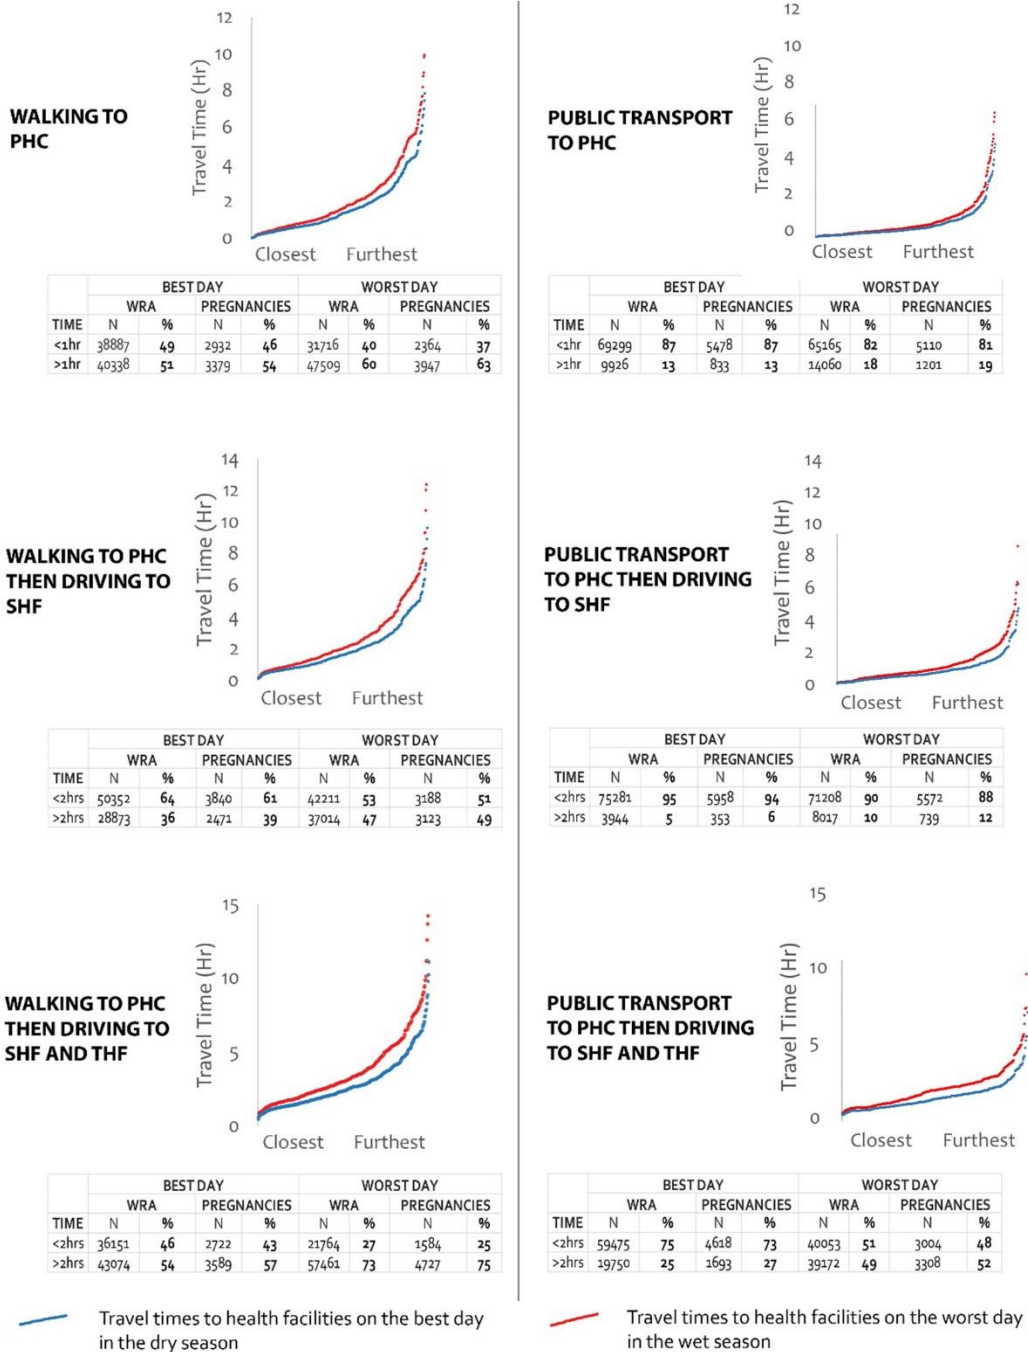 12
10
8
6
4
2
0
Travel Time (Hr)
WALKING TO
PHC
Closest Furthest
BEST DAY WORST DAY
WRA PREGNANCIES WRA PREGNANCIES
TIME N % N % N % N %
<1hr 38887 49 2932 46 31716 40 2364 37
>1hr 40338 51 3379 54 47509 60 3947 63
12
10
8
6
4
2
0
Travel Time (Hr)
PUBLIC TRANSPORT
TO PHC
Closest Furthest
BEST DAY WORST DAY
WRA PREGNANCIES WRA PREGNANCIES
TIME N % N % N % N %
<1hr 69299 87 5478 87 65165 82 5110 81
>1hr 9926 13 833 13 14060 18 1201 19
14
12
10
8
6
4
2
0
Travel Time (Hr)
WALKING TO PHC
THEN DRIVING TO
SHF
Closest Furthest
BEST DAY WORST DAY
WRA PREGNANCIES WRA PREGNANCIES
TIME N % N % N % N %
<2hrs 50352 64 3840 61 42211 53 3188 51
>2hrs 28873 36 2471 39 37014 47 3123 49
14
12
10
8
6
4
2
0
Travel Time (Hr)
PUBLIC TRANSPORT
TO PHC THEN DRIVING
TO SHF
Closest Furthest
BEST DAY WORST DAY
WRA PREGNANCIES WRA PREGNANCIES
TIME N % N % N % N %
<2hrs 75281 95 5958 94 71208 90 5572 88
>2hrs 3944 5 353 6 8017 10 739 12
15
10
5
0
Travel Time (Hr)
WALKING TO PHC
THEN DRIVING TO
SHF AND THF
Closest Furthest
BEST DAY WORST DAY
WRA PREGNANCIES WRA PREGNANCIES
TIME N % N % N % N %
<2hrs 36151 46 2722 43 21764 27 1584 25
>2hrs 43074 54 3589 57 57461 73 4727 75
15
10
5
0
Travel Time (Hr)
PUBLIC TRANSPORT
TO PHC THEN DRIVING
TO SHF AND THF
Closest Furthest
BEST DAY WORST DAY
WRA PREGNANCIES WRA PREGNANCIES
TIME N % N % N % N %
<2hrs 59475 75 4618 73 40053 51 3004 48
>2hrs 19750 25 1693 27 39172 49 3308 52
Travel times to health facilities on the best day
in the dry season
Travel times to health facilities on the worst day
in the wet season